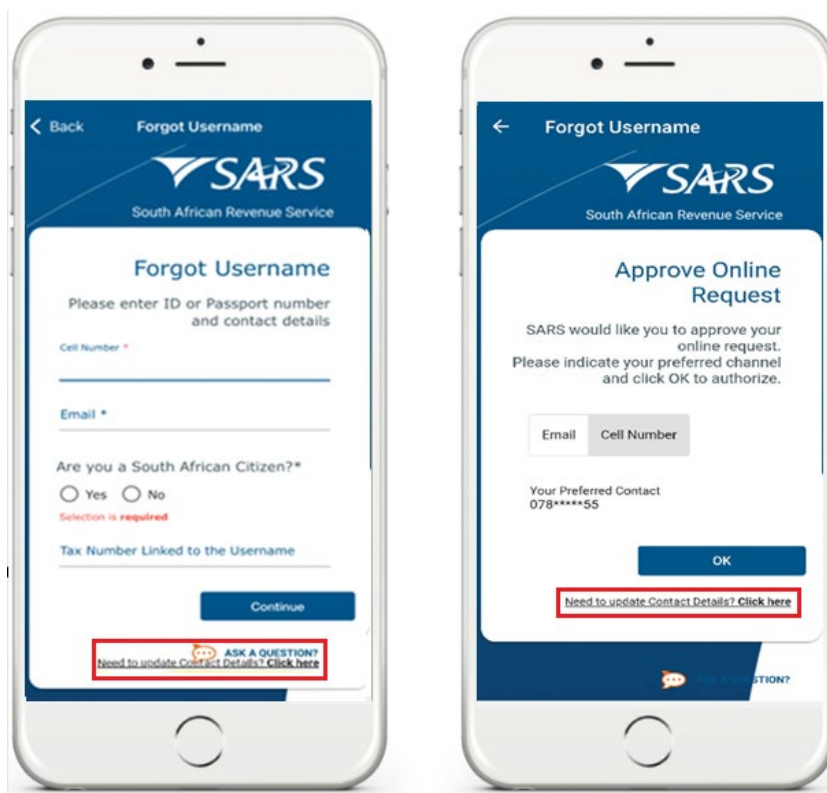 Back
Forgot Username
SARS
South African Revenue Service
Forgot Username
Please enter ID or Passport number
and contact details
Cell Number *
Email *
Are you a South African Citizen?*
Yes No
Selection is required
Tax Number Linked to the Username
Continue
ASK A QUESTION?
Need to update Contact Details? Click here
Forgot Username
SARS
South African Revenue Service
Approve Online
Request
SARS would like you to approve your
online request.
Please indicate your preferred channel
and click OK to authorize.
Email Cell Number
Your Preferred Contact
078*****55
OK
Need to update Contact Details? Click here
ASK A QUESTION?